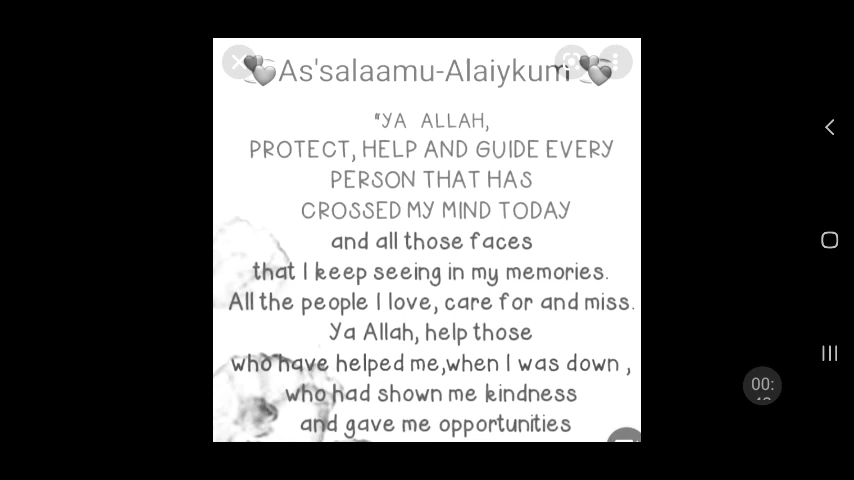 As'salaamu-Alaiykum
"YA ALLAH,
PROTECT, HELP AND GUIDE EVERY
PERSON THAT HAS
CROSSED MY MIND TODAY
and all those faces
that I keep seeing in my memories.
All the people I love, care for and miss.
Ya Allah, help those
who have helped me,when I was down ,
who had shown me kindness
and gave me opportunities
00: